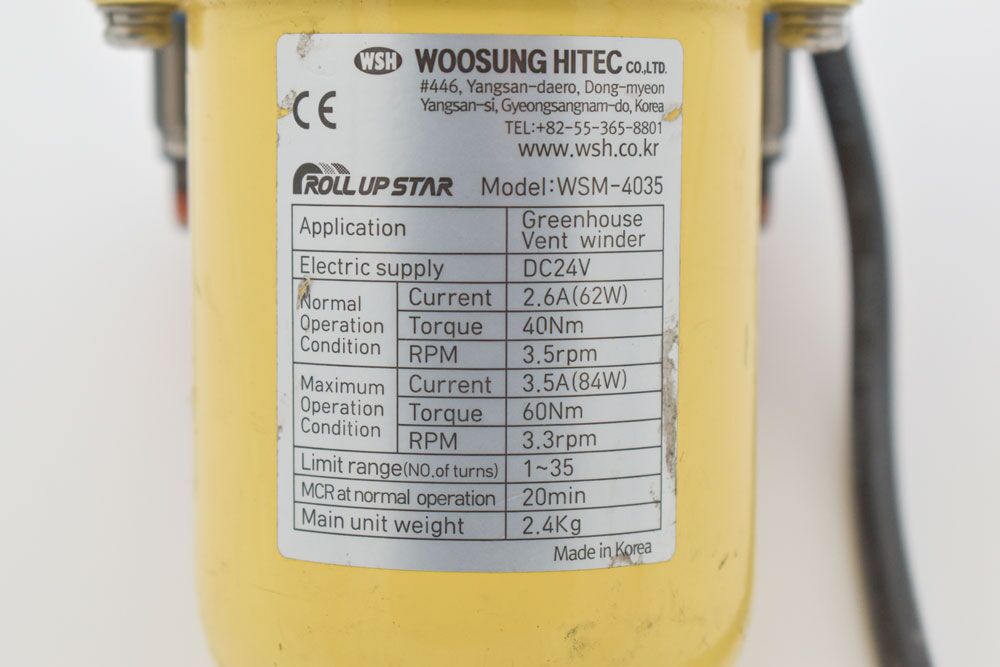 WSH WOOSUNG HITEC CO.,LTD.
#446, Yangsan-daero, Dong-myeon
Yangsan-si, Gyeongsangnam-do, Korea
CE
TEL:+82-55-365-8801
www.wsh.co.kr
ROLL UP STAR Model:WSM-4035
Application Greenhouse
Vent winder
Electric supply DC24V
Normal
Operation
Condition
Current 2.6A(62W)
Torque 40Nm
RPM 3.5rpm
Maximum
Operation
Condition
Current 3.5A(84W)
Torque 60Nm
RPM 3.3rpm
Limit range(NO.of turns) 1~35
MCR at normal operation 20min
Main unit weight 2.4Kg
Made in Korea